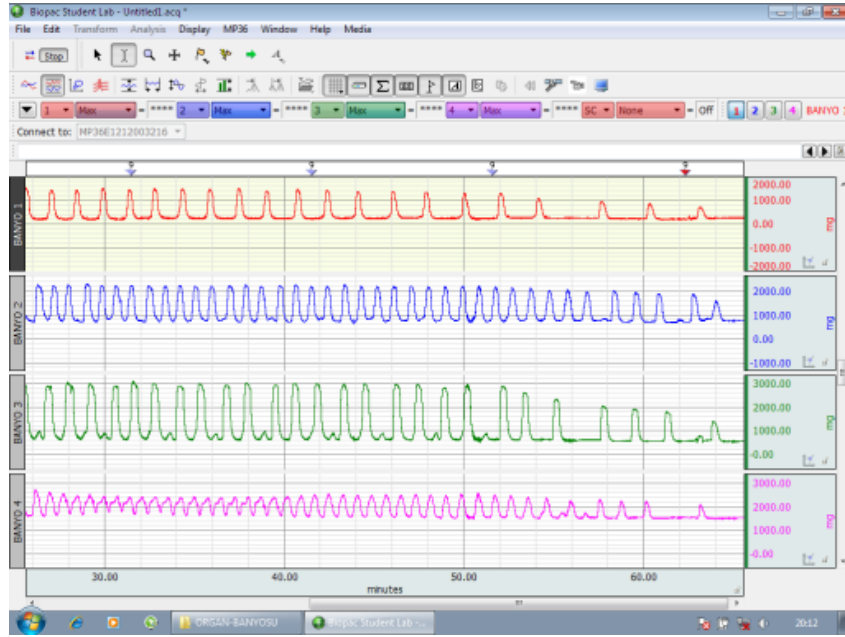 Biopac Student Lab - Untitled1.acq *
File Edit Transform Analysis Display MP36 Window Help Media
Stop
1 Max = **** 2 Max = **** 3 Max = **** 4 Max = **** SC None = Off 1 2 3 4 BANYO
Connect to: MP36E1212003216
9 9 9 9
BANYO 1
2000.00
1000.00
0.00
-1000.00
-2000.00
mg
BANYO 2
2000.00
1000.00
0.00
-1000.00
mg
BANYO 3
3000.00
2000.00
1000.00
-0.00
mg
BANYO 4
3000.00
2000.00
1000.00
-0.00
mg
30.00 40.00 50.00 60.00
minutes
ORGAN-BANYOSU Biopac Student Lab -... 20:12